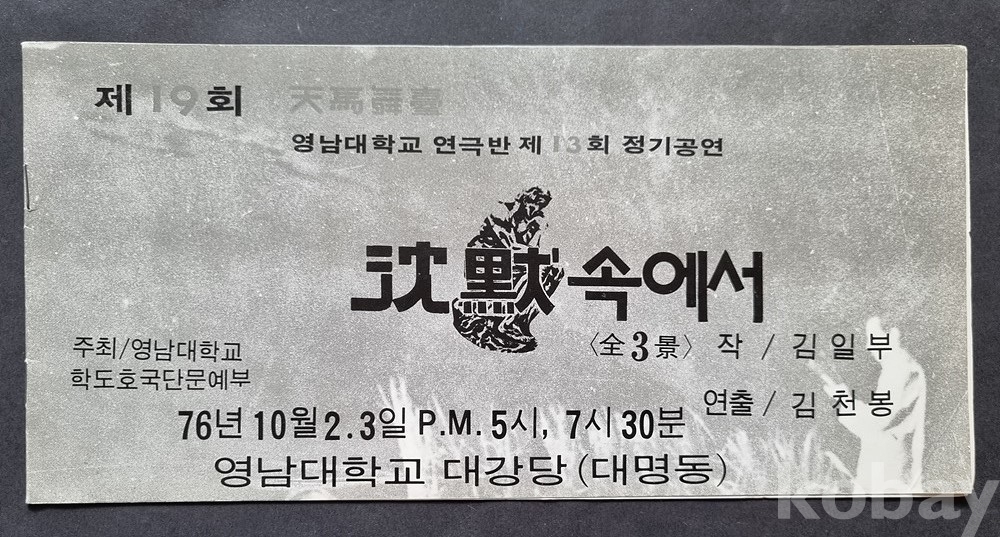 제19회 天馬舞臺
영남대학교 연극반 제13회 정기공연
沈默속에서
〈全3景〉 작 / 김일부
주최/영남대학교
학도호국단문예부
연출 / 김천봉
76년 10월 2.3일 P.M. 5시, 7시 30분
영남대학교 대강당 (대명동)
kobay